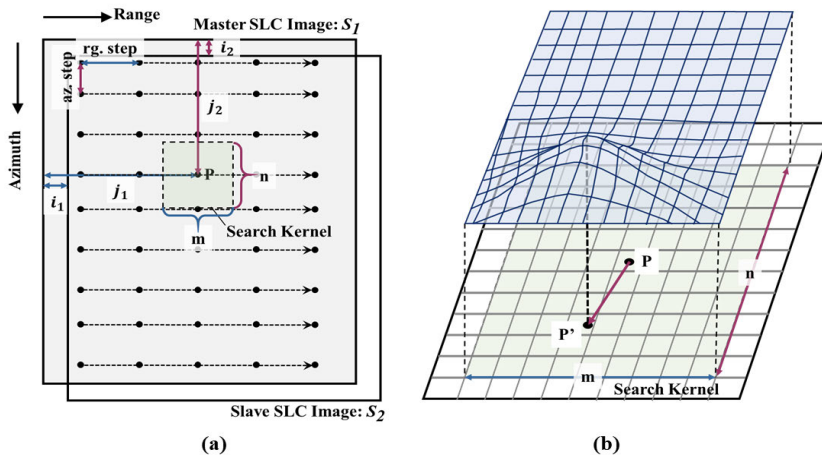 Range
Master SLC Image: S1
rg. step
i2
az. step
j2
Azimuth
P
n
j1
i1
m
Search Kernel
Slave SLC Image: S2
(a)
P
n
P'
m
Search Kernel
(b)